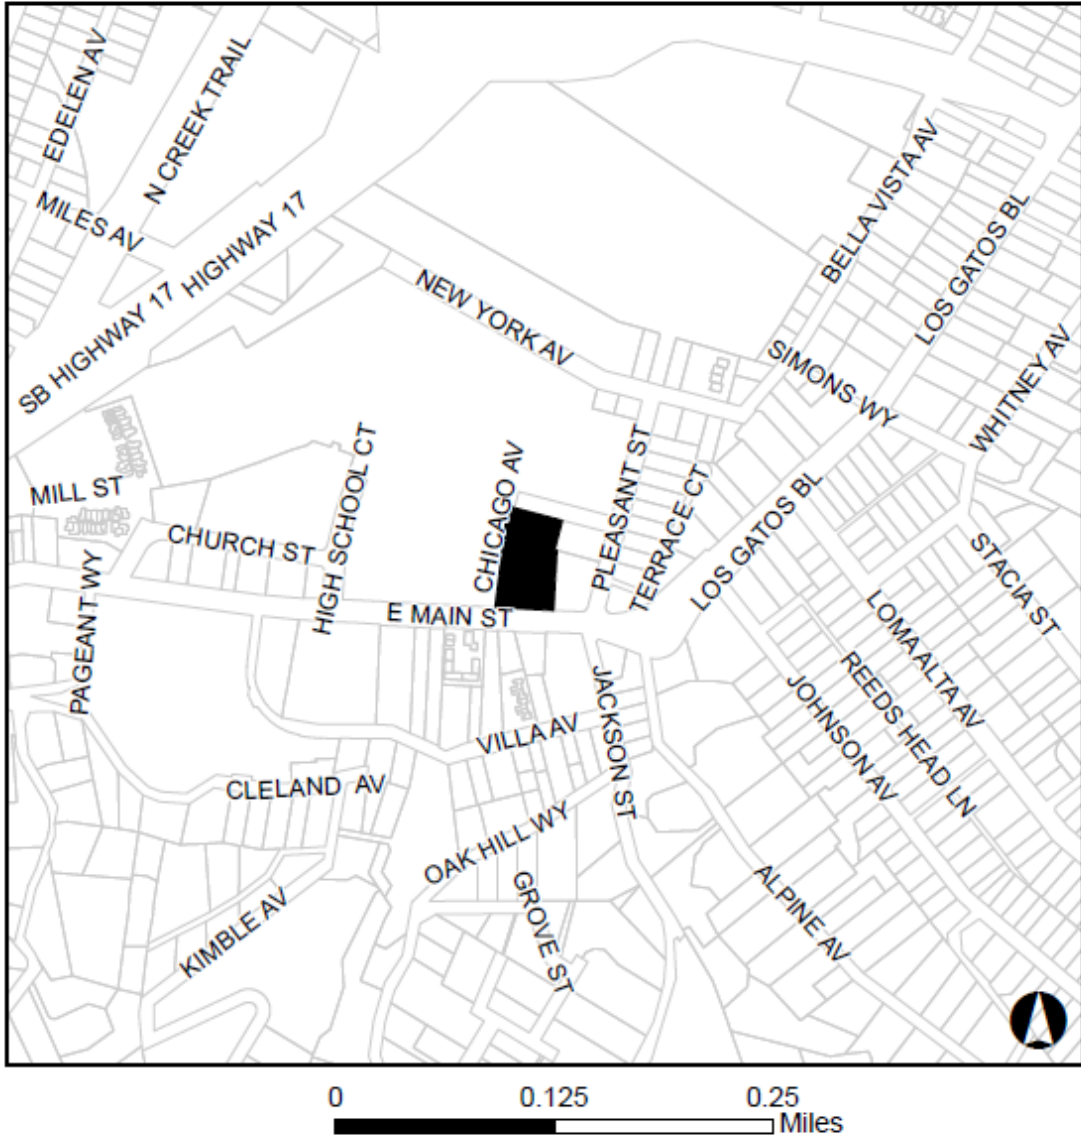 EDELEN AV
N CREEK TRAIL
MILES AV
HIGHWAY 17
SB HIGHWAY 17
BELLA VISTA AV
LOS GATOS BL
NEW YORK AV
SIMONS WY
WHITNEY AV
MILL ST
CHURCH ST
HIGH SCHOOL CT
CHICAGO AV
PLEASANT ST
TERRACE CT
LOS GATOS BL
STACIA ST
PAGEANT WY
E MAIN ST
LOMA ALTA AV
REEDS HEAD LN
JOHNSON AV
JACKSON ST
VILLA AV
CLELAND AV
OAK HILL WY
GROVE ST
KIMBLE AV
ALPINE AV
0 0.125 0.25
Miles